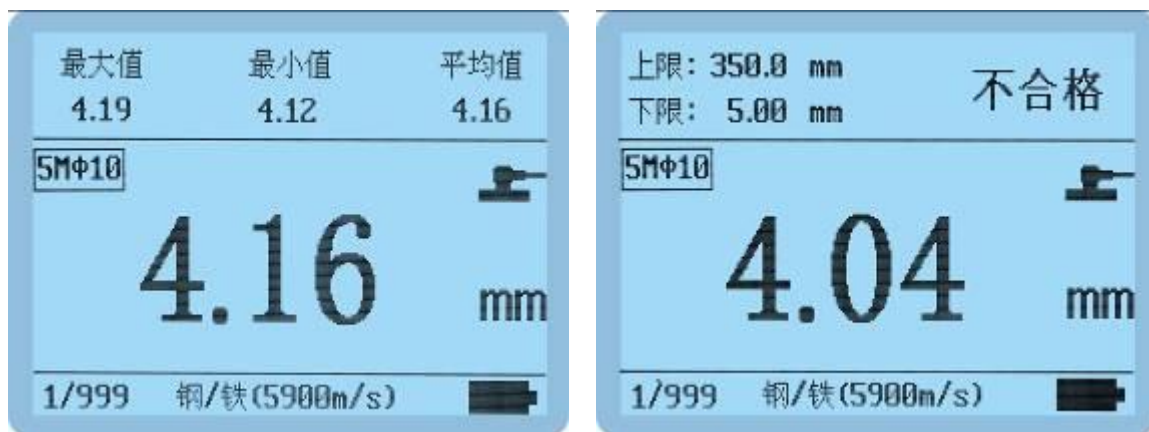 最大值 最小值 平均值
4.19 4.12 4.16
5MΦ10
4.16
mm
1/999 钢/铁(5900m/s)
上限: 350.0 mm
下限: 5.00 mm
不合格
5MΦ10
4.04
mm
1/999 钢/铁(5900m/s)